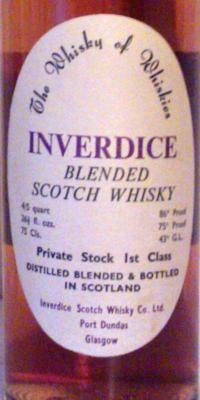 The Whisky of Whiskies
INVERDICE
BLENDED
SCOTCH WHISKY
4/5 quart 86° Proof
26⅔ fl. ozs. 75° Proof
75 Cls. 43° G.L.
Private Stock 1st Class
DISTILLED BLENDED & BOTTLED
IN SCOTLAND
Inverdice Scotch Whisky Co. Ltd.
Port Dundas
Glasgow